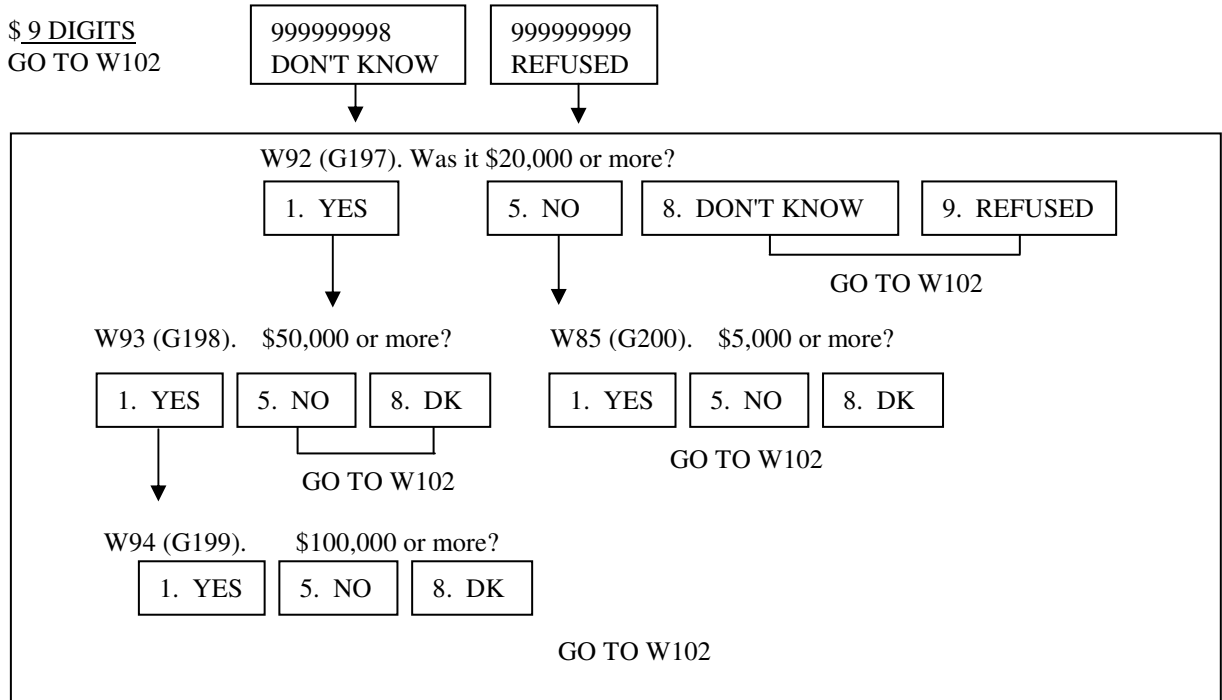 $ 9 DIGITS
GO TO W102
999999998
DON'T KNOW
999999999
REFUSED
W92 (G197). Was it $20,000 or more?
1. YES
5. NO
8. DON'T KNOW
9. REFUSED
GO TO W102
W93 (G198). $50,000 or more?
1. YES
5. NO
8. DK
GO TO W102
W85 (G200). $5,000 or more?
1. YES
5. NO
8. DK
GO TO W102
W94 (G199). $100,000 or more?
1. YES
5. NO
8. DK
GO TO W102